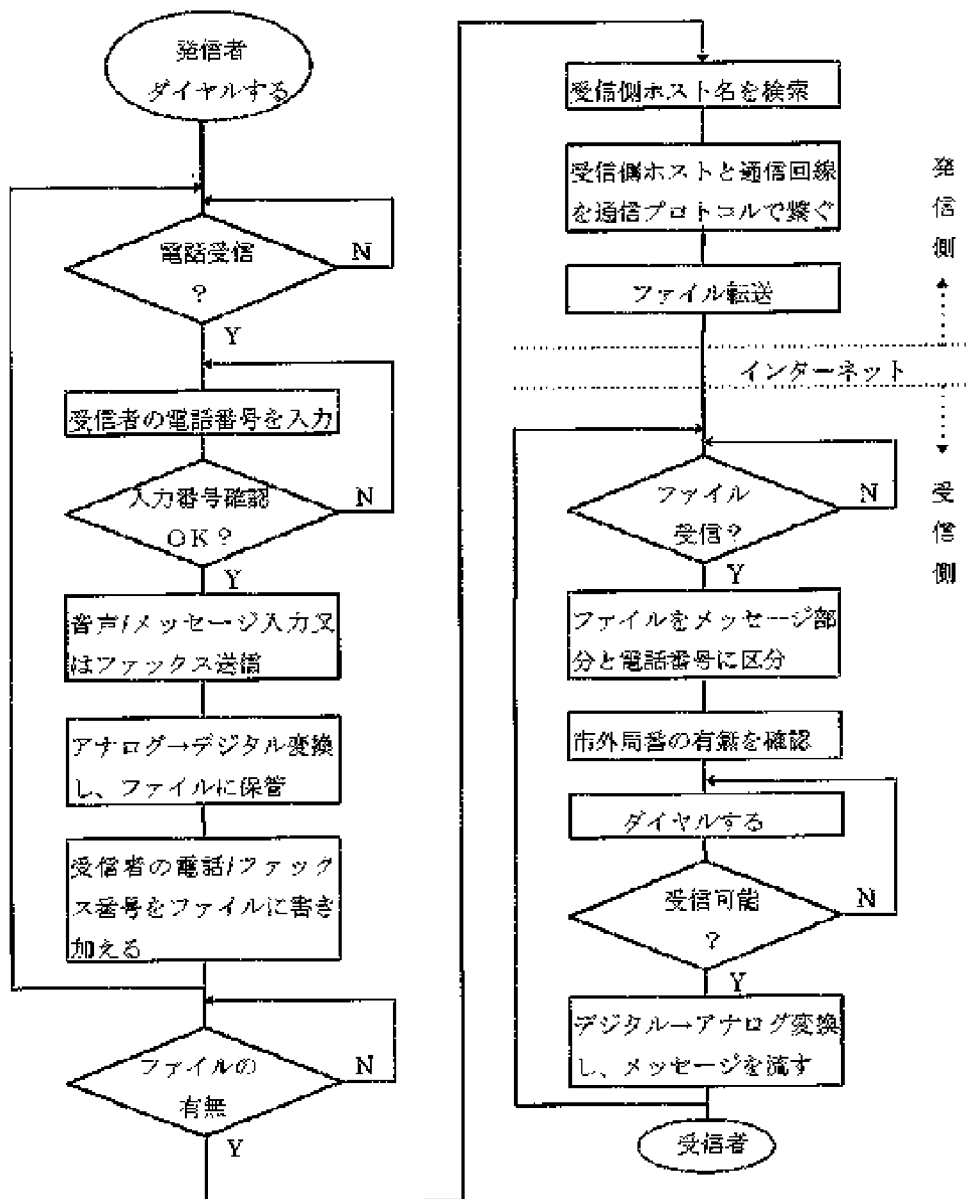 発信者
ダイヤルする
電話受信
?
N
Y
受信者の電話番号を入力
入力番号確認
OK?
N
Y
音声/メッセージ入力又
はファックス送信
アナログ→デジタル変換
し、ファイルに保管
受信者の電話/ファック
ス番号をファイルに書き
加える
ファイルの
有無
N
Y
受信側ホスト名を検索
受信側ホストと通信回線
を通信プロトコルで繋ぐ
ファイル転送
発信側
インターネット
受信側
ファイル
受信?
N
Y
ファイルをメッセージ部
分と電話番号に区分
市外局番の有無を確認
ダイヤルする
受信可能
?
N
Y
デジタル→アナログ変換
し、メッセージを流す
受信者